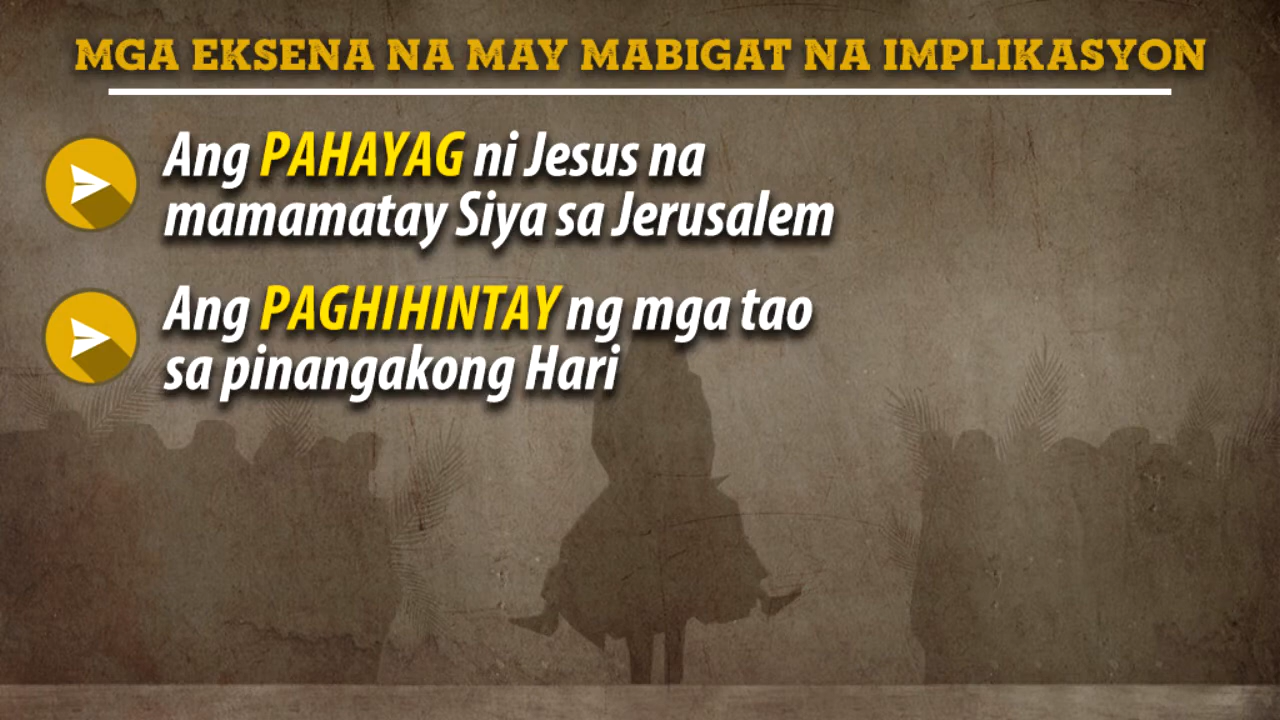 MGA EKSENA NA MAY MABIGAT NA IMPLIKASYON
Ang PAHAYAG ni Jesus na
mamamatay Siya sa Jerusalem
Ang PAGHIHINTAY ng mga tao
sa pinangakong Hari